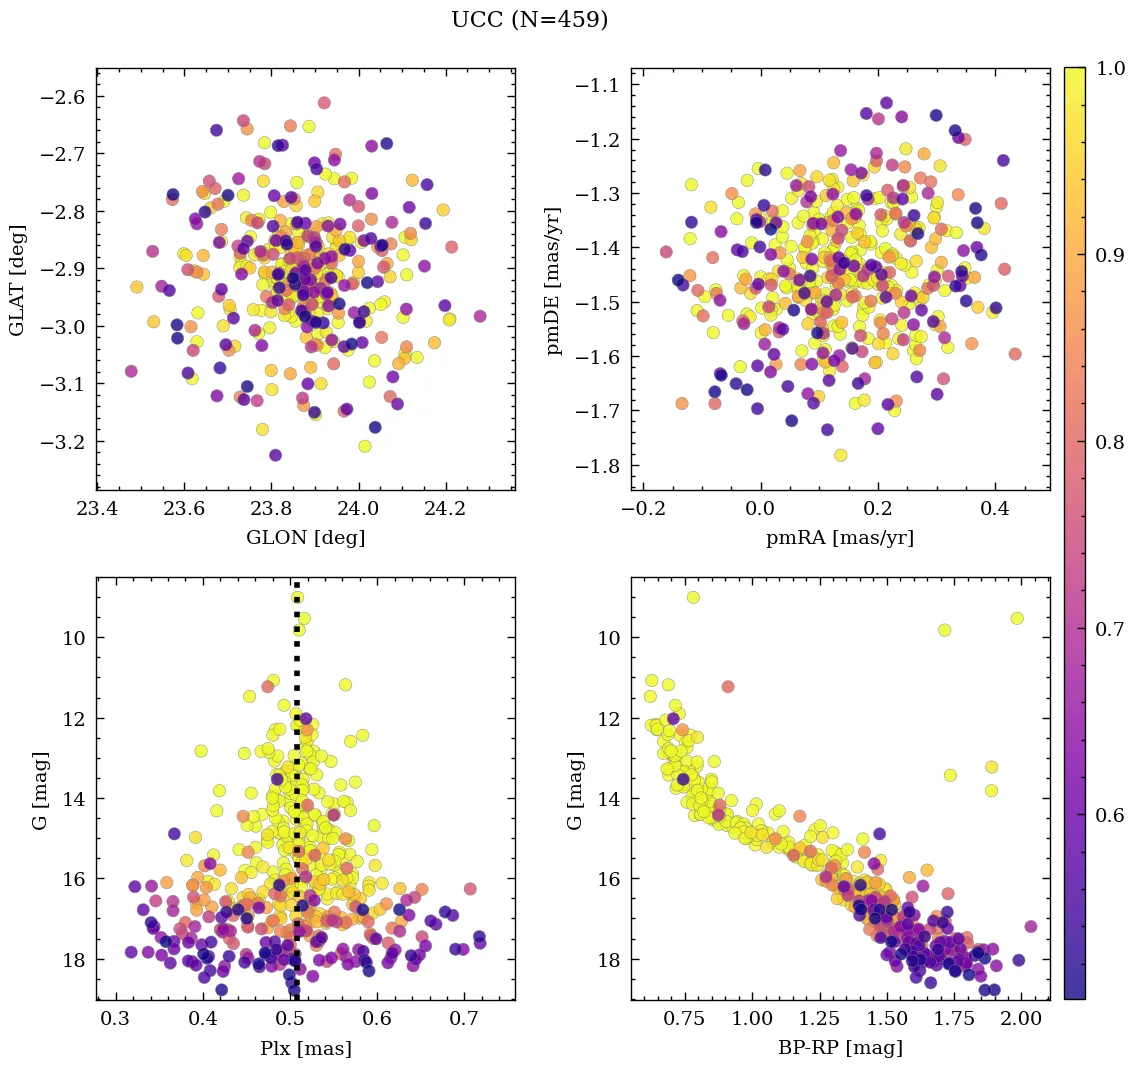 UCC (N=459)
−2.6
−2.7
−2.8
−2.9
−3.0
−3.1
−3.2
GLAT [deg]
23.4 23.6 23.8 24.0 24.2
GLON [deg]
−1.1
−1.2
−1.3
−1.4
−1.5
−1.6
−1.7
−1.8
pmDE [mas/yr]
−0.2 0.0 0.2 0.4
pmRA [mas/yr]
1.0
0.9
0.8
0.7
0.6
10
12
14
16
18
G [mag]
0.3 0.4 0.5 0.6 0.7
Plx [mas]
10
12
14
16
18
G [mag]
0.75 1.00 1.25 1.50 1.75 2.00
BP-RP [mag]